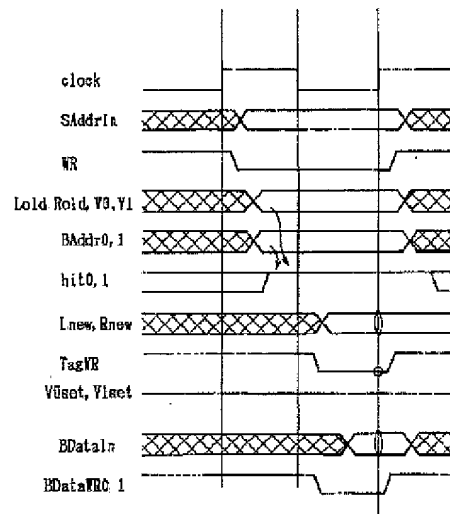 clock
SAddrIn
WR
Lold Rold, V0, V1
BAddr0, 1
hit0, 1
Lnew, Rnew
TagWR
V0set, V1set
BDataIn
BDataWR0, 1